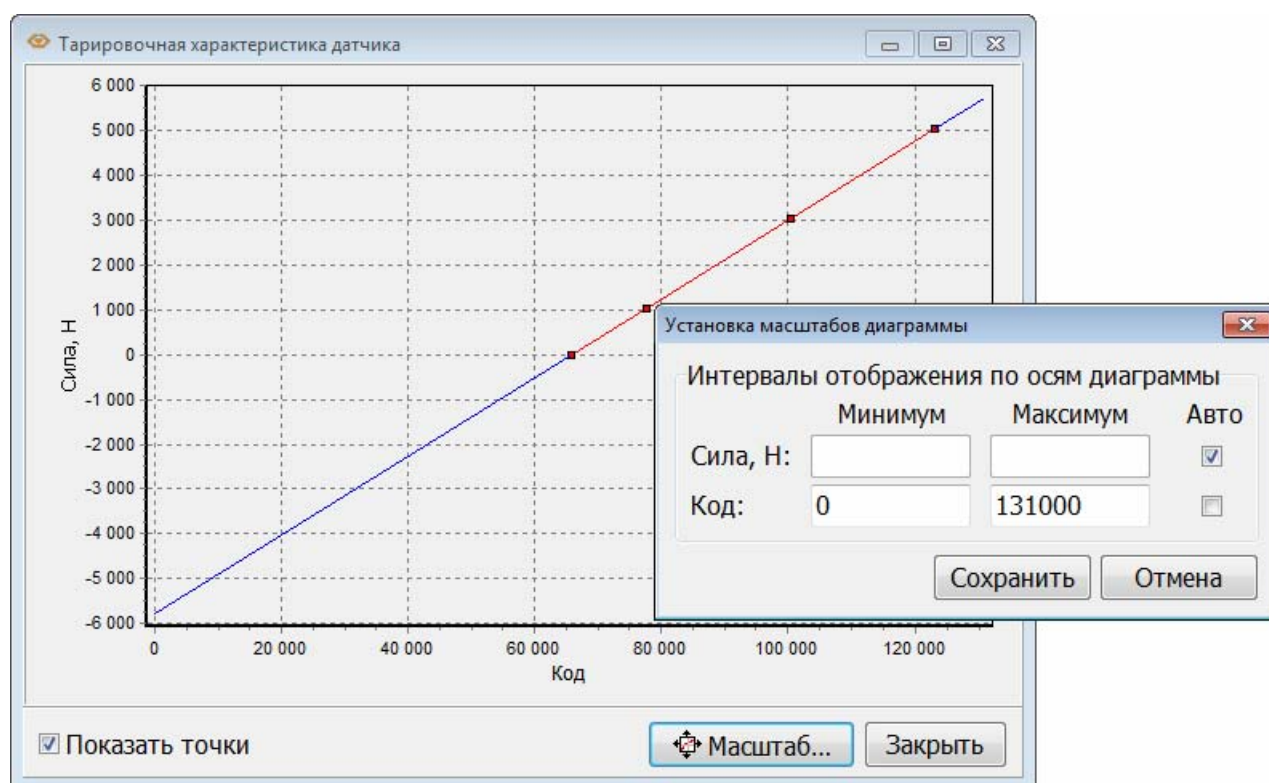 Тарировочная характеристика датчика
6 000
5 000
4 000
3 000
2 000
1 000
0
-1 000
-2 000
-3 000
-4 000
-5 000
-6 000
Сила, Н
0 20 000 40 000 60 000 80 000 100 000 120 000
Код
Показать точки
Масштаб...
Закрыть
Установка масштабов диаграммы
Интервалы отображения по осям диаграммы
Минимум Максимум Авто
Сила, Н:
Код: 0 131000
Сохранить Отмена